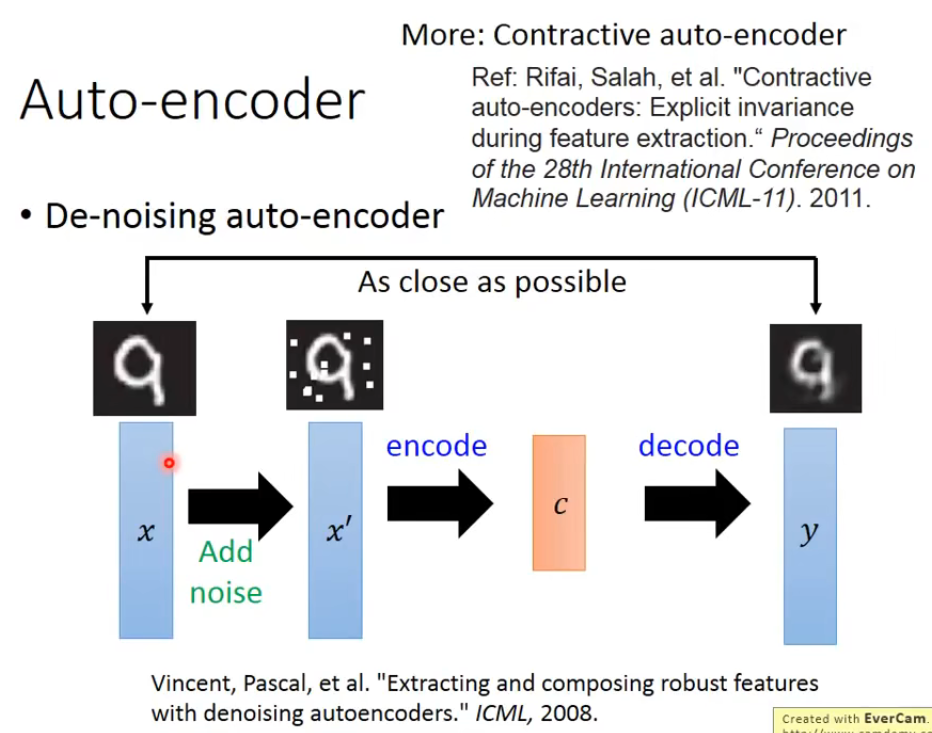 More: Contractive auto-encoder
Auto-encoder
Ref: Rifai, Salah, et al. "Contractive
auto-encoders: Explicit invariance
during feature extraction.“ Proceedings
of the 28th International Conference on
Machine Learning (ICML-11). 2011.
• De-noising auto-encoder
As close as possible
encode
decode
x
x′
c
y
Add
noise
Vincent, Pascal, et al. "Extracting and composing robust features
with denoising autoencoders." ICML, 2008.
Created with EverCam.